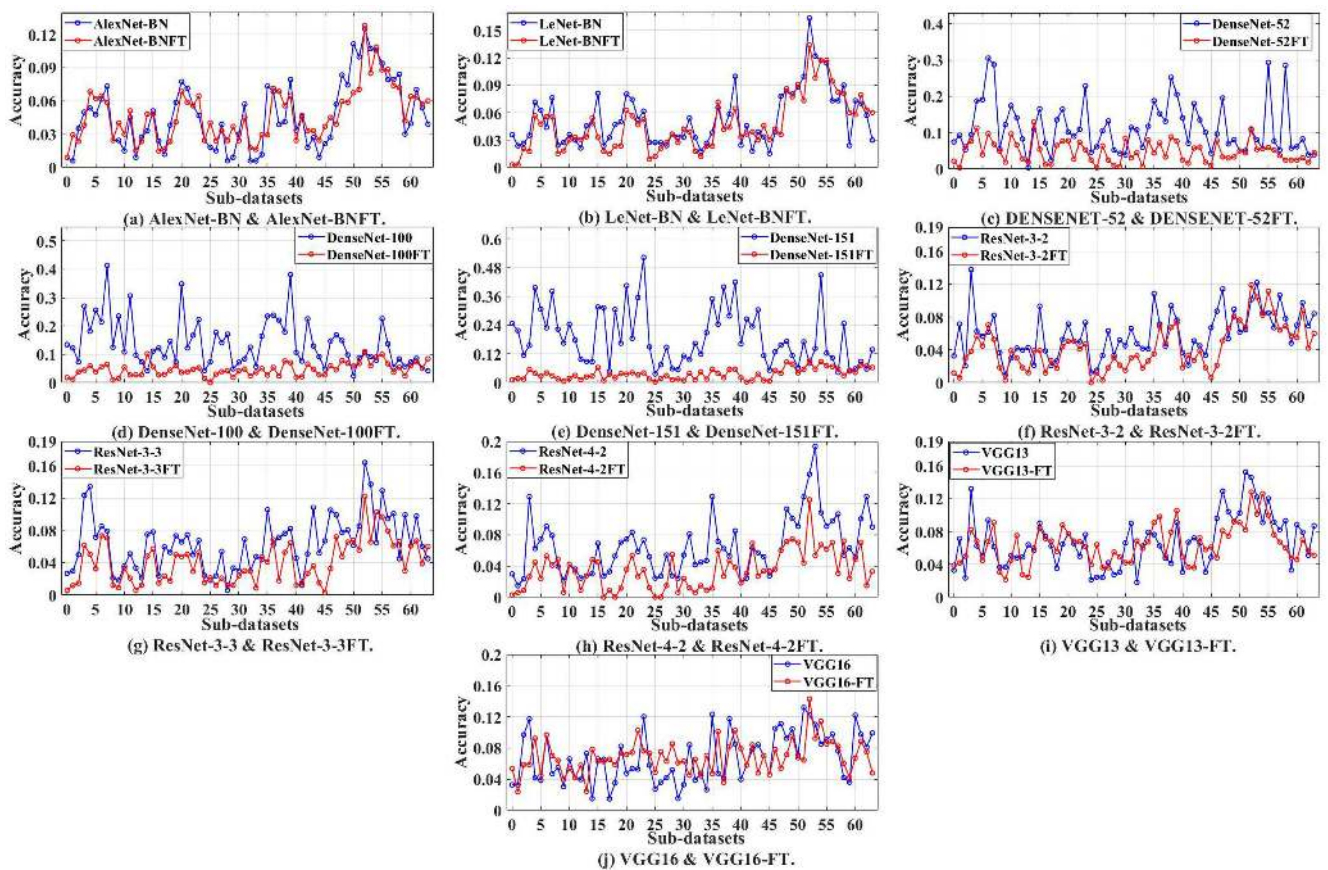 AlexNet-BN
AlexNet-BNFT
Accuracy
0.12
0.09
0.06
0.03
0
0 5 10 15 20 25 30 35 40 45 50 55 60
Sub-datasets
(a) AlexNet-BN & AlexNet-BNFT.
LeNet-BN
LeNet-BNFT
Accuracy
0.15
0.12
0.09
0.06
0.03
0
0 5 10 15 20 25 30 35 40 45 50 55 60
Sub-datasets
(b) LeNet-BN & LeNet-BNFT.
DenseNet-52
DenseNet-52FT
Accuracy
0.4
0.3
0.2
0.1
0
0 5 10 15 20 25 30 35 40 45 50 55 60
Sub-datasets
(c) DENSENET-52 & DENSENET-52FT.
DenseNet-100
DenseNet-100FT
Accuracy
0.5
0.4
0.3
0.2
0.1
0
0 5 10 15 20 25 30 35 40 45 50 55 60
Sub-datasets
(d) DenseNet-100 & DenseNet-100FT.
DenseNet-151
DenseNet-151FT
Accuracy
0.6
0.48
0.36
0.24
0.12
0
0 5 10 15 20 25 30 35 40 45 50 55 60
Sub-datasets
(e) DenseNet-151 & DenseNet-151FT.
ResNet-3-2
ResNet-3-2FT
Accuracy
0.19
0.16
0.12
0.08
0.04
0
0 5 10 15 20 25 30 35 40 45 50 55 60
Sub-datasets
(f) ResNet-3-2 & ResNet-3-2FT.
ResNet-3-3
ResNet-3-3FT
Accuracy
0.19
0.16
0.12
0.08
0.04
0
0 5 10 15 20 25 30 35 40 45 50 55 60
Sub-datasets
(g) ResNet-3-3 & ResNet-3-3FT.
ResNet-4-2
ResNet-4-2FT
Accuracy
0.2
0.16
0.12
0.08
0.04
0
0 5 10 15 20 25 30 35 40 45 50 55 60
Sub-datasets
(h) ResNet-4-2 & ResNet-4-2FT.
VGG13
VGG13-FT
Accuracy
0.19
0.16
0.12
0.08
0.04
0
0 5 10 15 20 25 30 35 40 45 50 55 60
Sub-datasets
(i) VGG13 & VGG13-FT.
VGG16
VGG16-FT
Accuracy
0.2
0.16
0.12
0.08
0.04
0
0 5 10 15 20 25 30 35 40 45 50 55 60
Sub-datasets
(j) VGG16 & VGG16-FT.